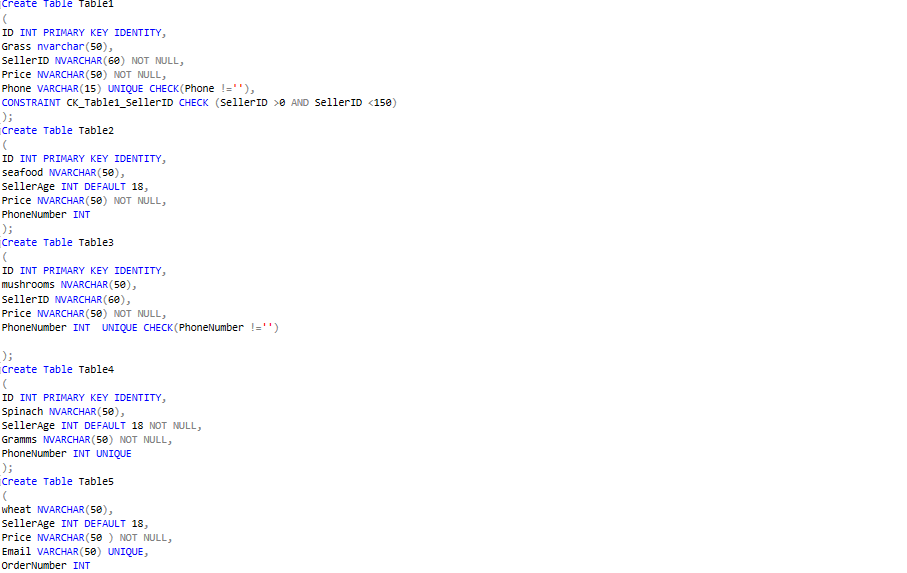 Create Table Table1
(
ID INT PRIMARY KEY IDENTITY,
Grass nvarchar(50),
SellerID NVARCHAR(60) NOT NULL,
Price NVARCHAR(50) NOT NULL,
Phone VARCHAR(15) UNIQUE CHECK(Phone !=''),
CONSTRAINT CK_Table1_SellerID CHECK (SellerID >0 AND SellerID <150)
);
Create Table Table2
(
ID INT PRIMARY KEY IDENTITY,
seafood NVARCHAR(50),
SellerAge INT DEFAULT 18,
Price NVARCHAR(50) NOT NULL,
PhoneNumber INT
);
Create Table Table3
(
ID INT PRIMARY KEY IDENTITY,
mushrooms NVARCHAR(50),
SellerID NVARCHAR(60),
Price NVARCHAR(50) NOT NULL,
PhoneNumber INT  UNIQUE CHECK(PhoneNumber !='')
);
Create Table Table4
(
ID INT PRIMARY KEY IDENTITY,
Spinach NVARCHAR(50),
SellerAge INT DEFAULT 18 NOT NULL,
Gramms NVARCHAR(50) NOT NULL,
PhoneNumber INT UNIQUE
);
Create Table Table5
(
wheat NVARCHAR(50),
SellerAge INT DEFAULT 18,
Price NVARCHAR(50 ) NOT NULL,
Email VARCHAR(50) UNIQUE,
OrderNumber INT